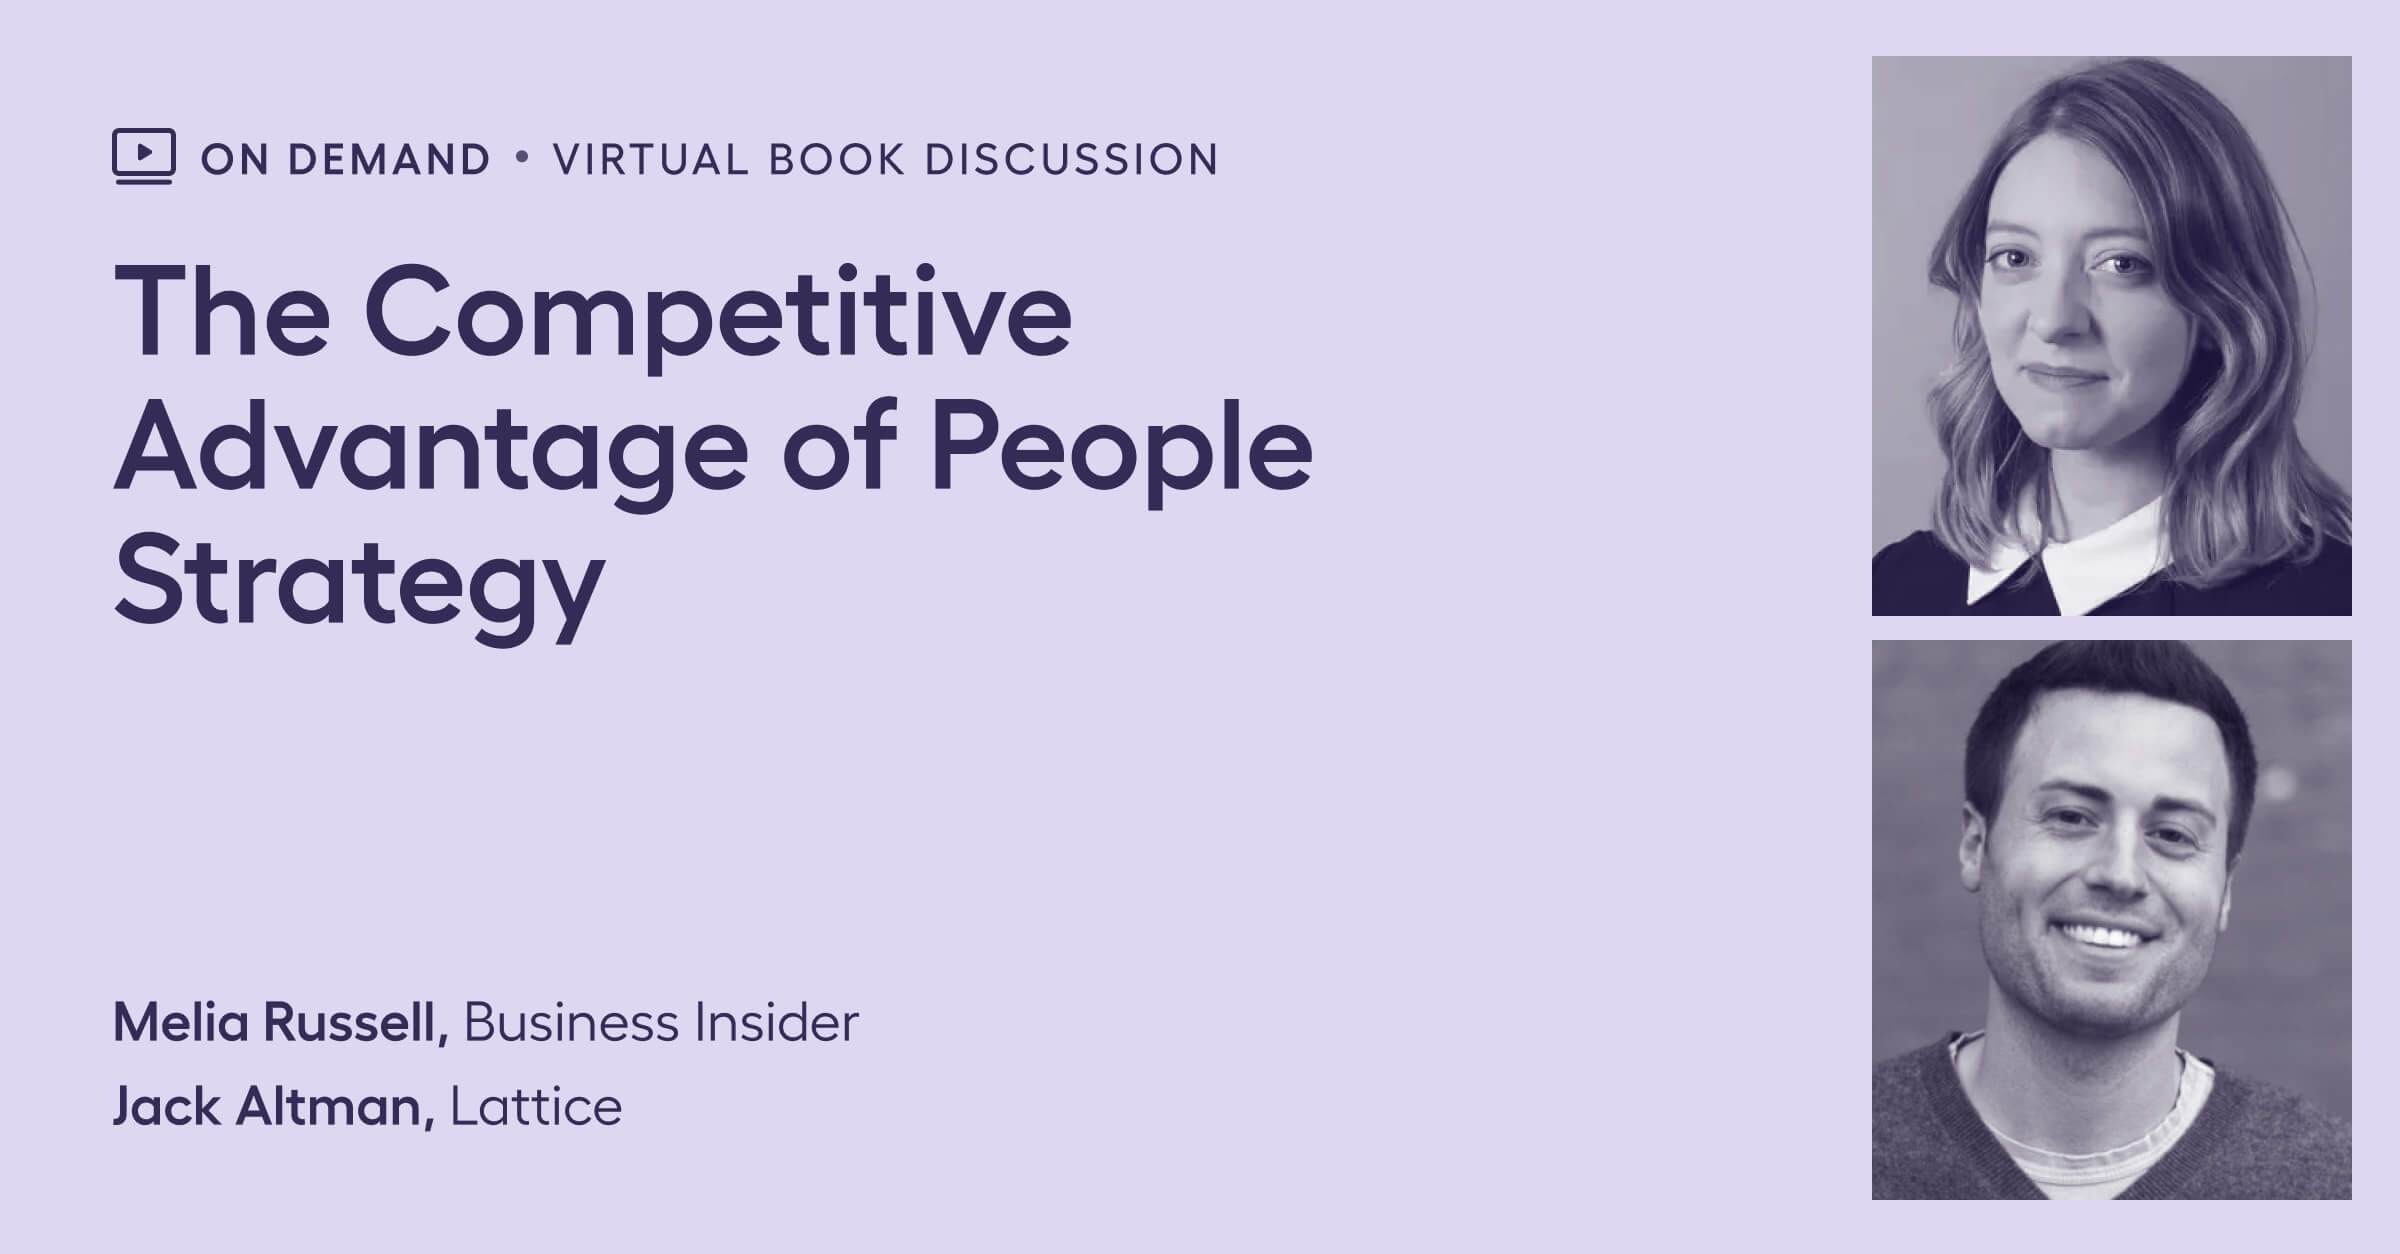 ON DEMAND • VIRTUAL BOOK DISCUSSION
The Competitive
Advantage of People
Strategy
Melia Russell, Business Insider
Jack Altman, Lattice